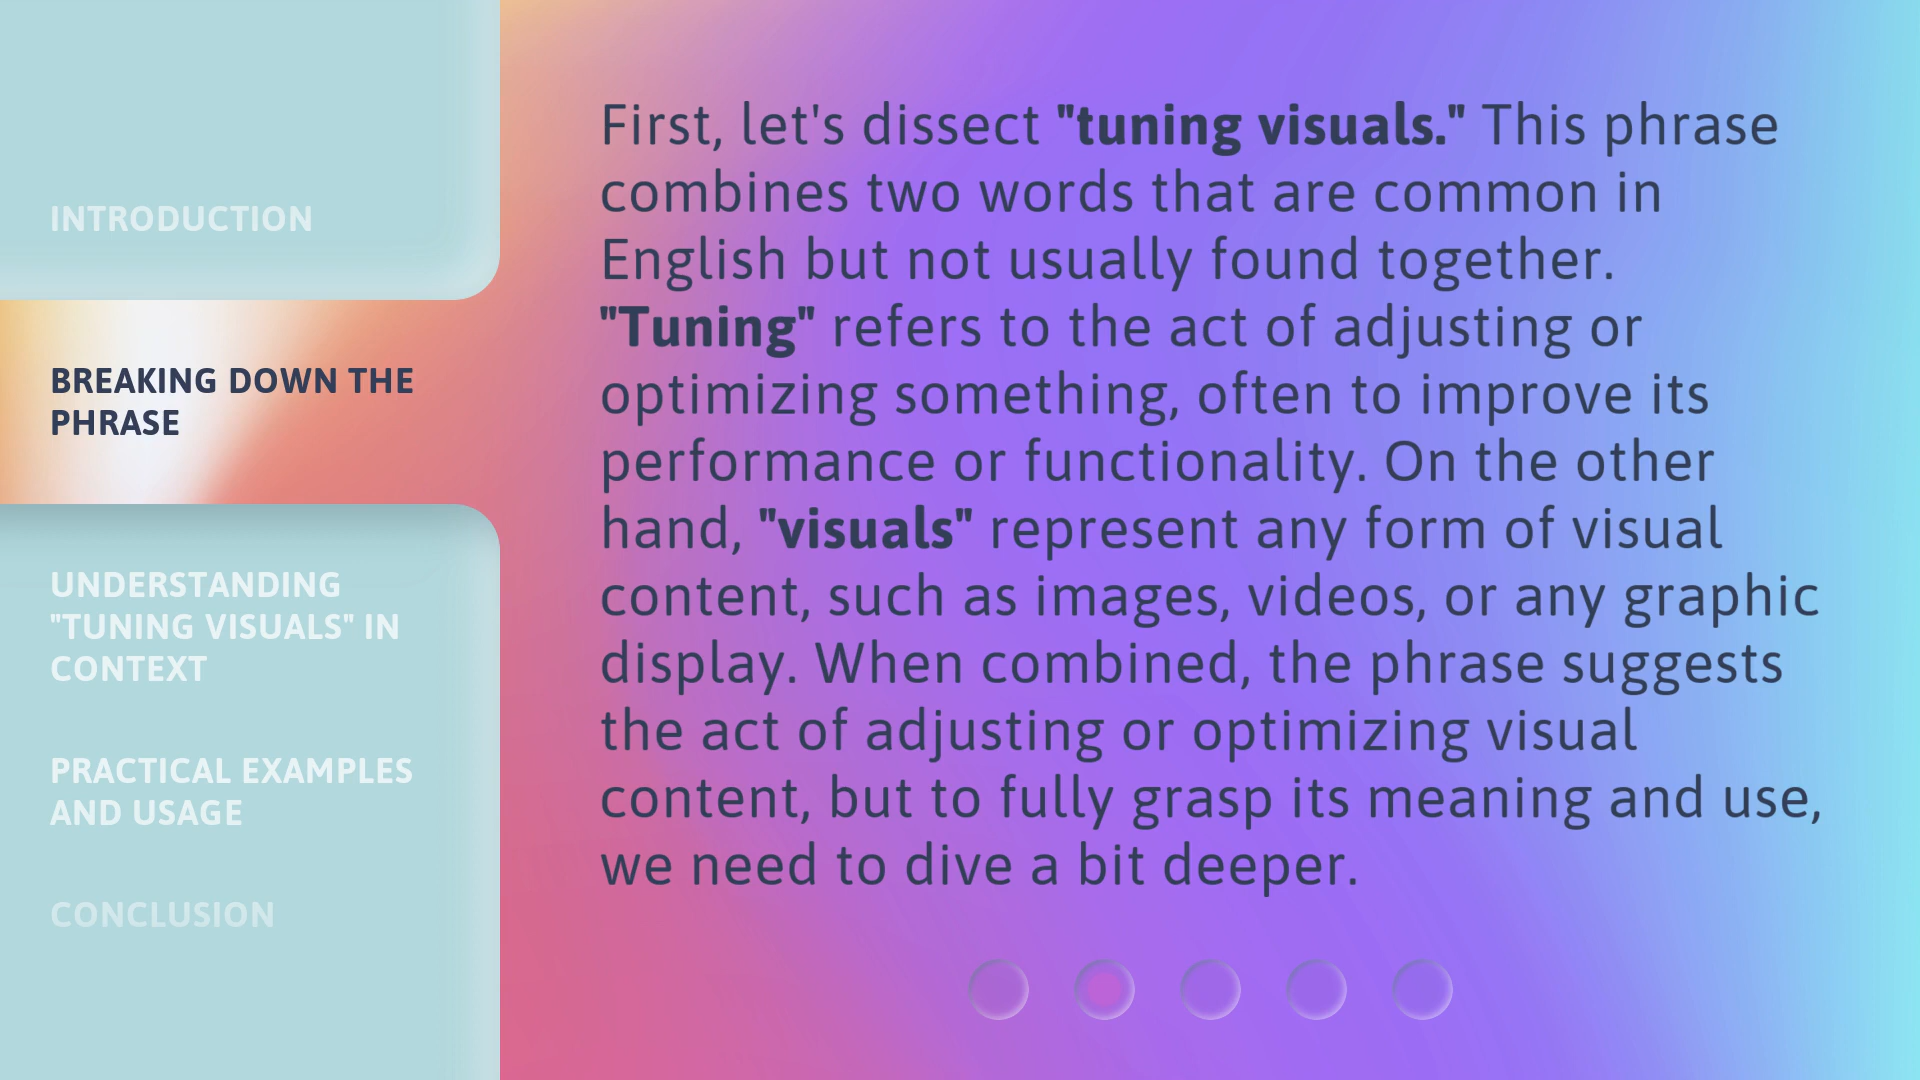 INTRODUCTION
BREAKING DOWN THE
PHRASE
UNDERSTANDING
"TUNING VISUALS" IN
CONTEXT
PRACTICAL EXAMPLES
AND USAGE
CONCLUSION
First, let's dissect "tuning visuals." This phrase
combines two words that are common in
English but not usually found together.
"Tuning" refers to the act of adjusting or
optimizing something, often to improve its
performance or functionality. On the other
hand, "visuals" represent any form of visual
content, such as images, videos, or any graphic
display. When combined, the phrase suggests
the act of adjusting or optimizing visual
content, but to fully grasp its meaning and use,
we need to dive a bit deeper.